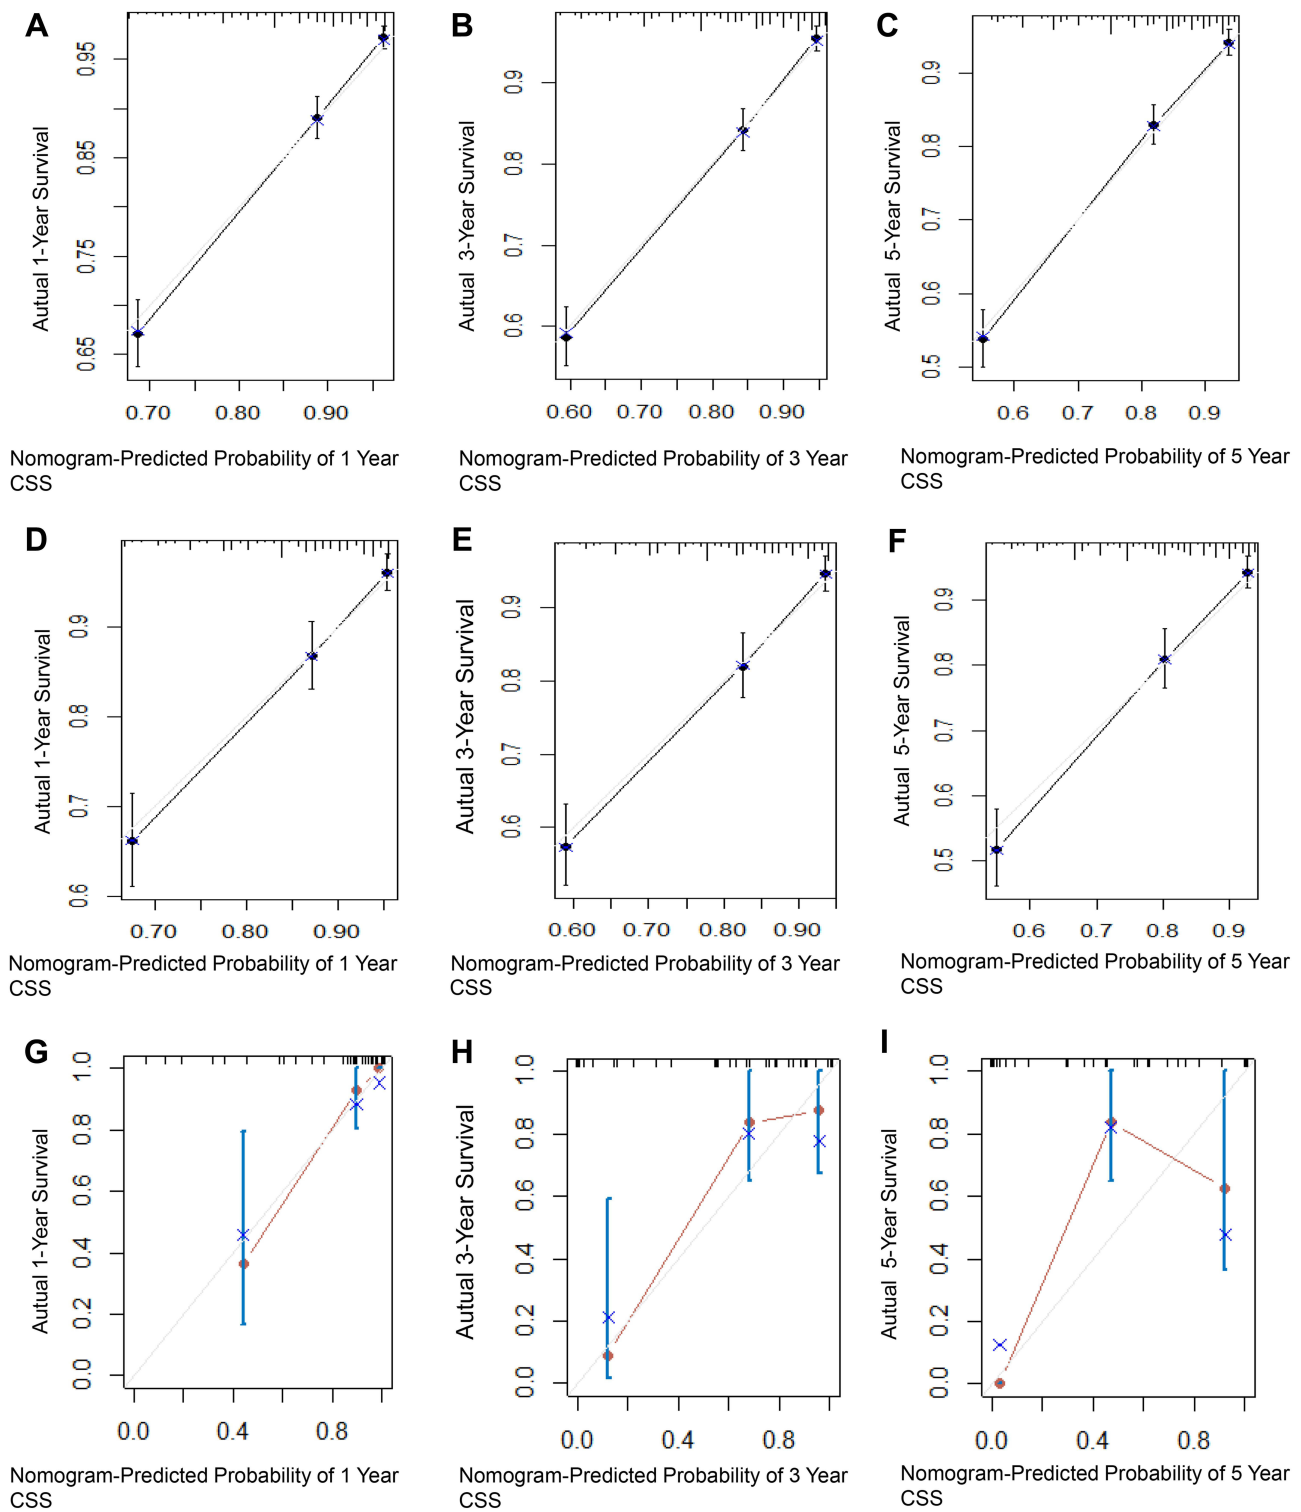 A
B
C
Autual 1-Year Survival
0.65
0.75
0.85
0.95
0.70
0.80
0.90
Nomogram-Predicted Probability of 1 Year
CSS
Autual 3-Year Survival
0.6
0.7
0.8
0.9
0.60
0.70
0.80
0.90
Nomogram-Predicted Probability of 3 Year
CSS
Autual 5-Year Survival
0.5
0.6
0.7
0.8
0.9
0.6
0.7
0.8
0.9
Nomogram-Predicted Probability of 5 Year
CSS
D
E
F
Autual 1-Year Survival
0.6
0.7
0.8
0.9
0.70
0.80
0.90
Nomogram-Predicted Probability of 1 Year
CSS
Autual 3-Year Survival
0.6
0.7
0.8
0.9
0.60
0.70
0.80
0.90
Nomogram-Predicted Probability of 3 Year
CSS
Autual 5-Year Survival
0.5
0.6
0.7
0.8
0.9
0.6
0.7
0.8
0.9
Nomogram-Predicted Probability of 5 Year
CSS
G
H
I
Autual 1-Year Survival
0.0
0.2
0.4
0.6
0.8
1.0
0.0
0.4
0.8
Nomogram-Predicted Probability of 1 Year
CSS
Autual 3-Year Survival
0.0
0.2
0.4
0.6
0.8
1.0
0.0
0.4
0.8
Nomogram-Predicted Probability of 3 Year
CSS
Autual 5-Year Survival
0.0
0.2
0.4
0.6
0.8
1.0
0.0
0.4
0.8
Nomogram-Predicted Probability of 5 Year
CSS